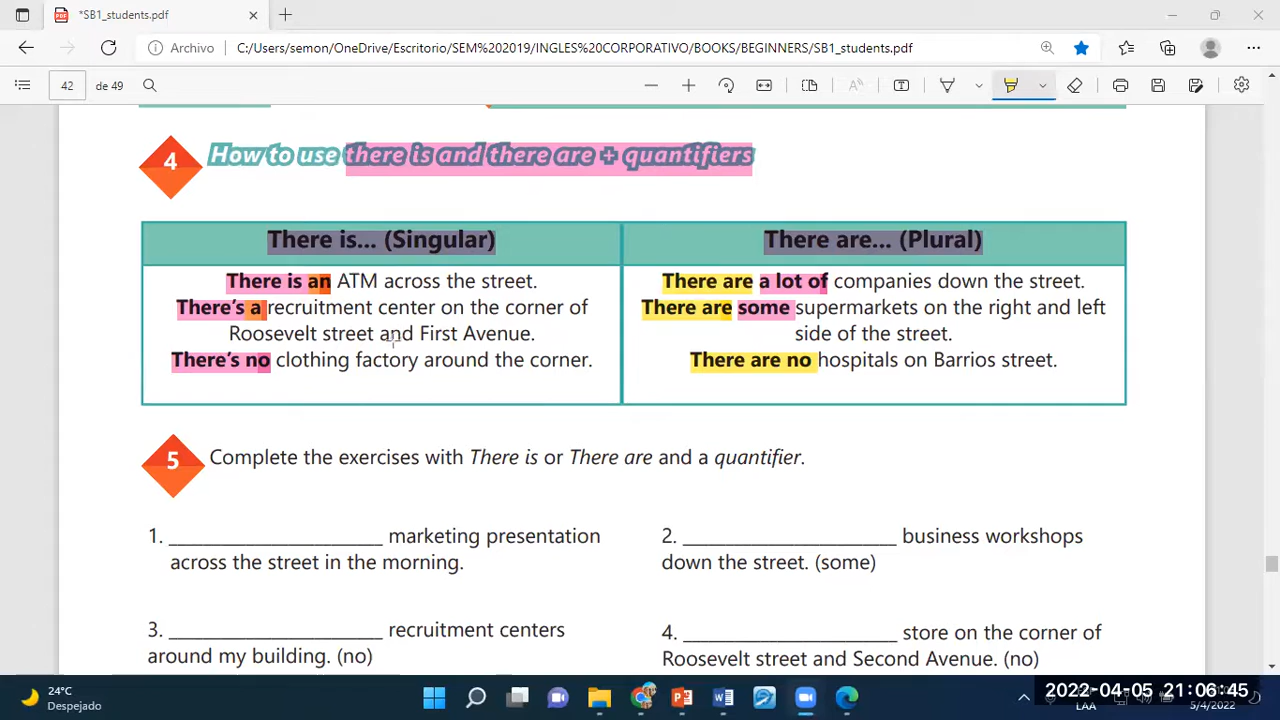 *SB1_students.pdf
Archivo C:/Users/semon/OneDrive/Escritorio/SEM%202019/INGLES%20CORPORATIVO/BOOKS/BEGINNERS/SB1_students.pdf
42 de 49
4 How to use there is and there are + quantifiers
There is... (Singular)
There is an ATM across the street.
There's a recruitment center on the corner of
Roosevelt street and First Avenue.
There's no clothing factory around the corner.
There are... (Plural)
There are a lot of companies down the street.
There are some supermarkets on the right and left
side of the street.
There are no hospitals on Barrios street.
5 Complete the exercises with There is or There are and a quantifier.
1. ______________________ marketing presentation
across the street in the morning.
2. ______________________ business workshops
down the street. (some)
3. ______________________ recruitment centers
around my building. (no)
4. ______________________ store on the corner of
Roosevelt street and Second Avenue. (no)
24°C
Despejado
2022-04-05 21:06:45
LAA
5/4/2022